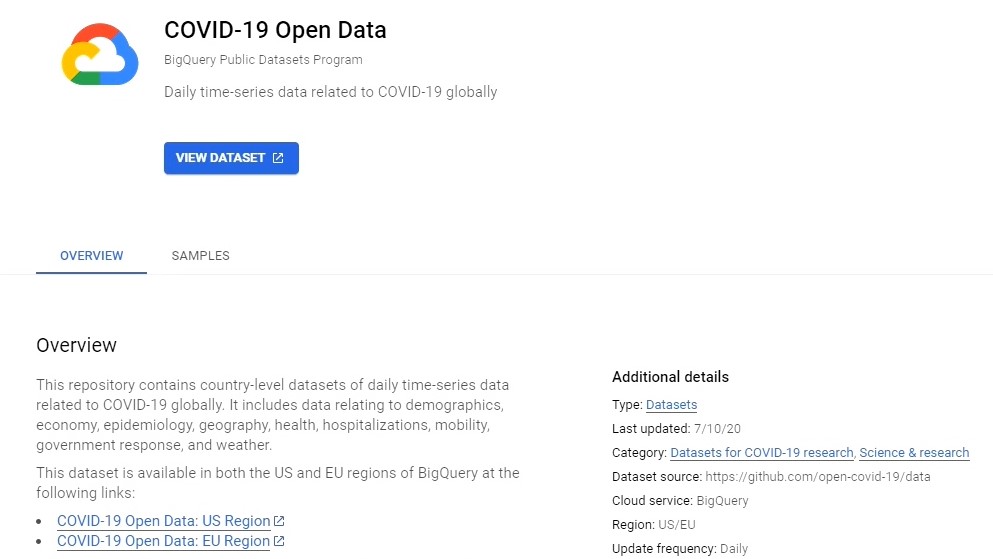 COVID-19 Open Data
BigQuery Public Datasets Program
Daily time-series data related to COVID-19 globally
VIEW DATASET
OVERVIEW
SAMPLES
Overview
This repository contains country-level datasets of daily time-series data
related to COVID-19 globally. It includes data relating to demographics,
economy, epidemiology, geography, health, hospitalizations, mobility,
government response, and weather.
This dataset is available in both the US and EU regions of BigQuery at the
following links:
• COVID-19 Open Data: US Region
• COVID-19 Open Data: EU Region
Additional details
Type: Datasets
Last updated: 7/10/20
Category: Datasets for COVID-19 research, Science & research
Dataset source: https://github.com/open-covid-19/data
Cloud service: BigQuery
Region: US/EU
Update frequency: Daily